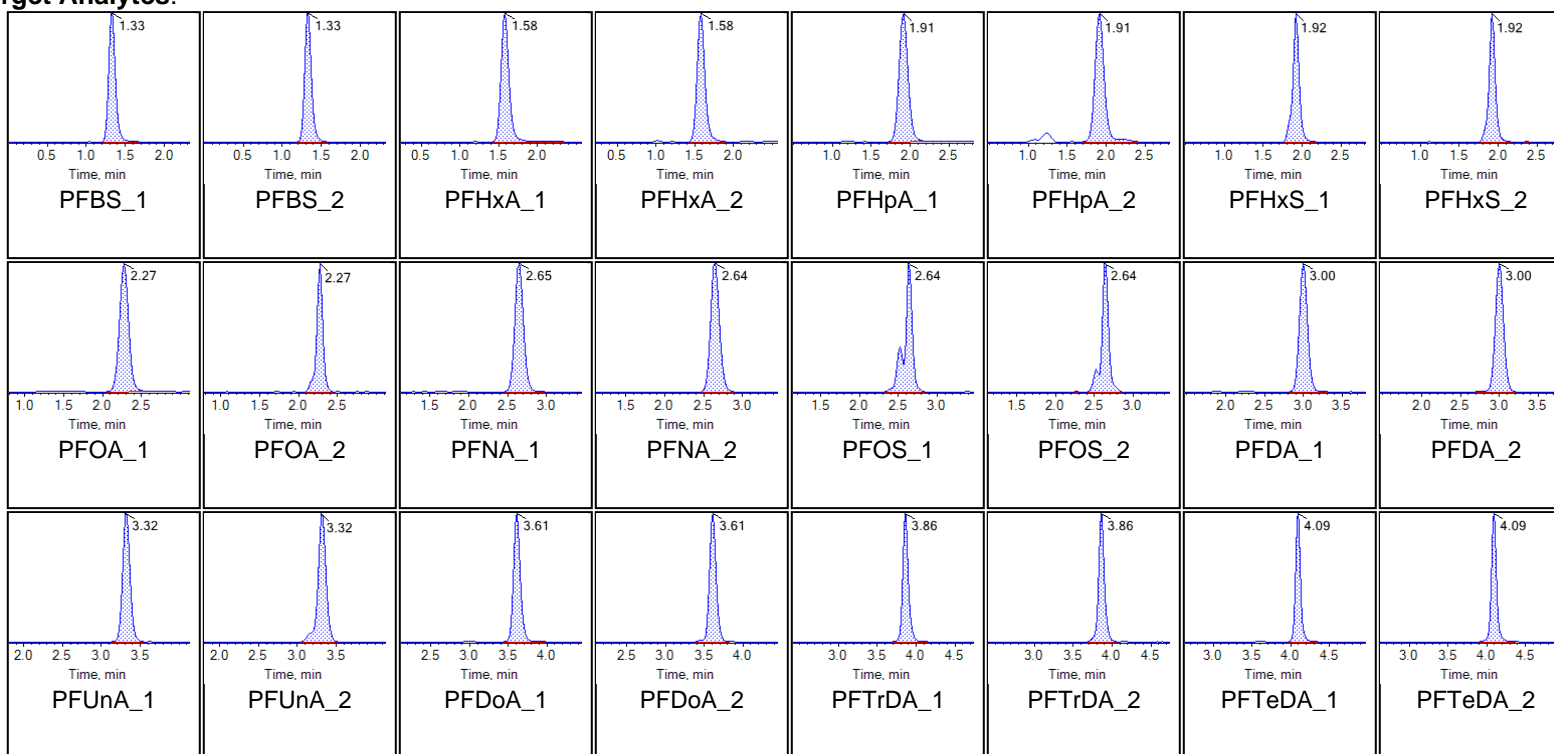 rget Analytes:
1.33 1.33 1.58 1.58 1.91 1.91 1.92 1.92
0.5 1.0 1.5 2.0 0.5 1.0 1.5 2.0 0.5 1.0 1.5 2.0 0.5 1.0 1.5 2.0 1.0 1.5 2.0 2.5 1.0 1.5 2.0 2.5 1.0 1.5 2.0 2.5 1.0 1.5 2.0 2.5
Time, min Time, min Time, min Time, min Time, min Time, min Time, min Time, min
PFBS_1 PFBS_2 PFHxA_1 PFHxA_2 PFHpA_1 PFHpA_2 PFHxS_1 PFHxS_2
2.27 2.27 2.65 2.64 2.64 2.64 3.00 3.00
1.0 1.5 2.0 2.5 1.0 1.5 2.0 2.5 1.5 2.0 2.5 3.0 1.5 2.0 2.5 3.0 1.5 2.0 2.5 3.0 1.5 2.0 2.5 3.0 2.0 2.5 3.0 3.5 2.0 2.5 3.0 3.5
Time, min Time, min Time, min Time, min Time, min Time, min Time, min Time, min
PFOA_1 PFOA_2 PFNA_1 PFNA_2 PFOS_1 PFOS_2 PFDA_1 PFDA_2
3.32 3.32 3.61 3.61 3.86 3.86 4.09 4.09
2.0 2.5 3.0 3.5 2.0 2.5 3.0 3.5 2.5 3.0 3.5 4.0 2.5 3.0 3.5 4.0 3.0 3.5 4.0 4.5 3.0 3.5 4.0 4.5 3.0 3.5 4.0 4.5 3.0 3.5 4.0 4.5
Time, min Time, min Time, min Time, min Time, min Time, min Time, min Time, min
PFUnA_1 PFUnA_2 PFDoA_1 PFDoA_2 PFTrDA_1 PFTrDA_2 PFTeDA_1 PFTeDA_2